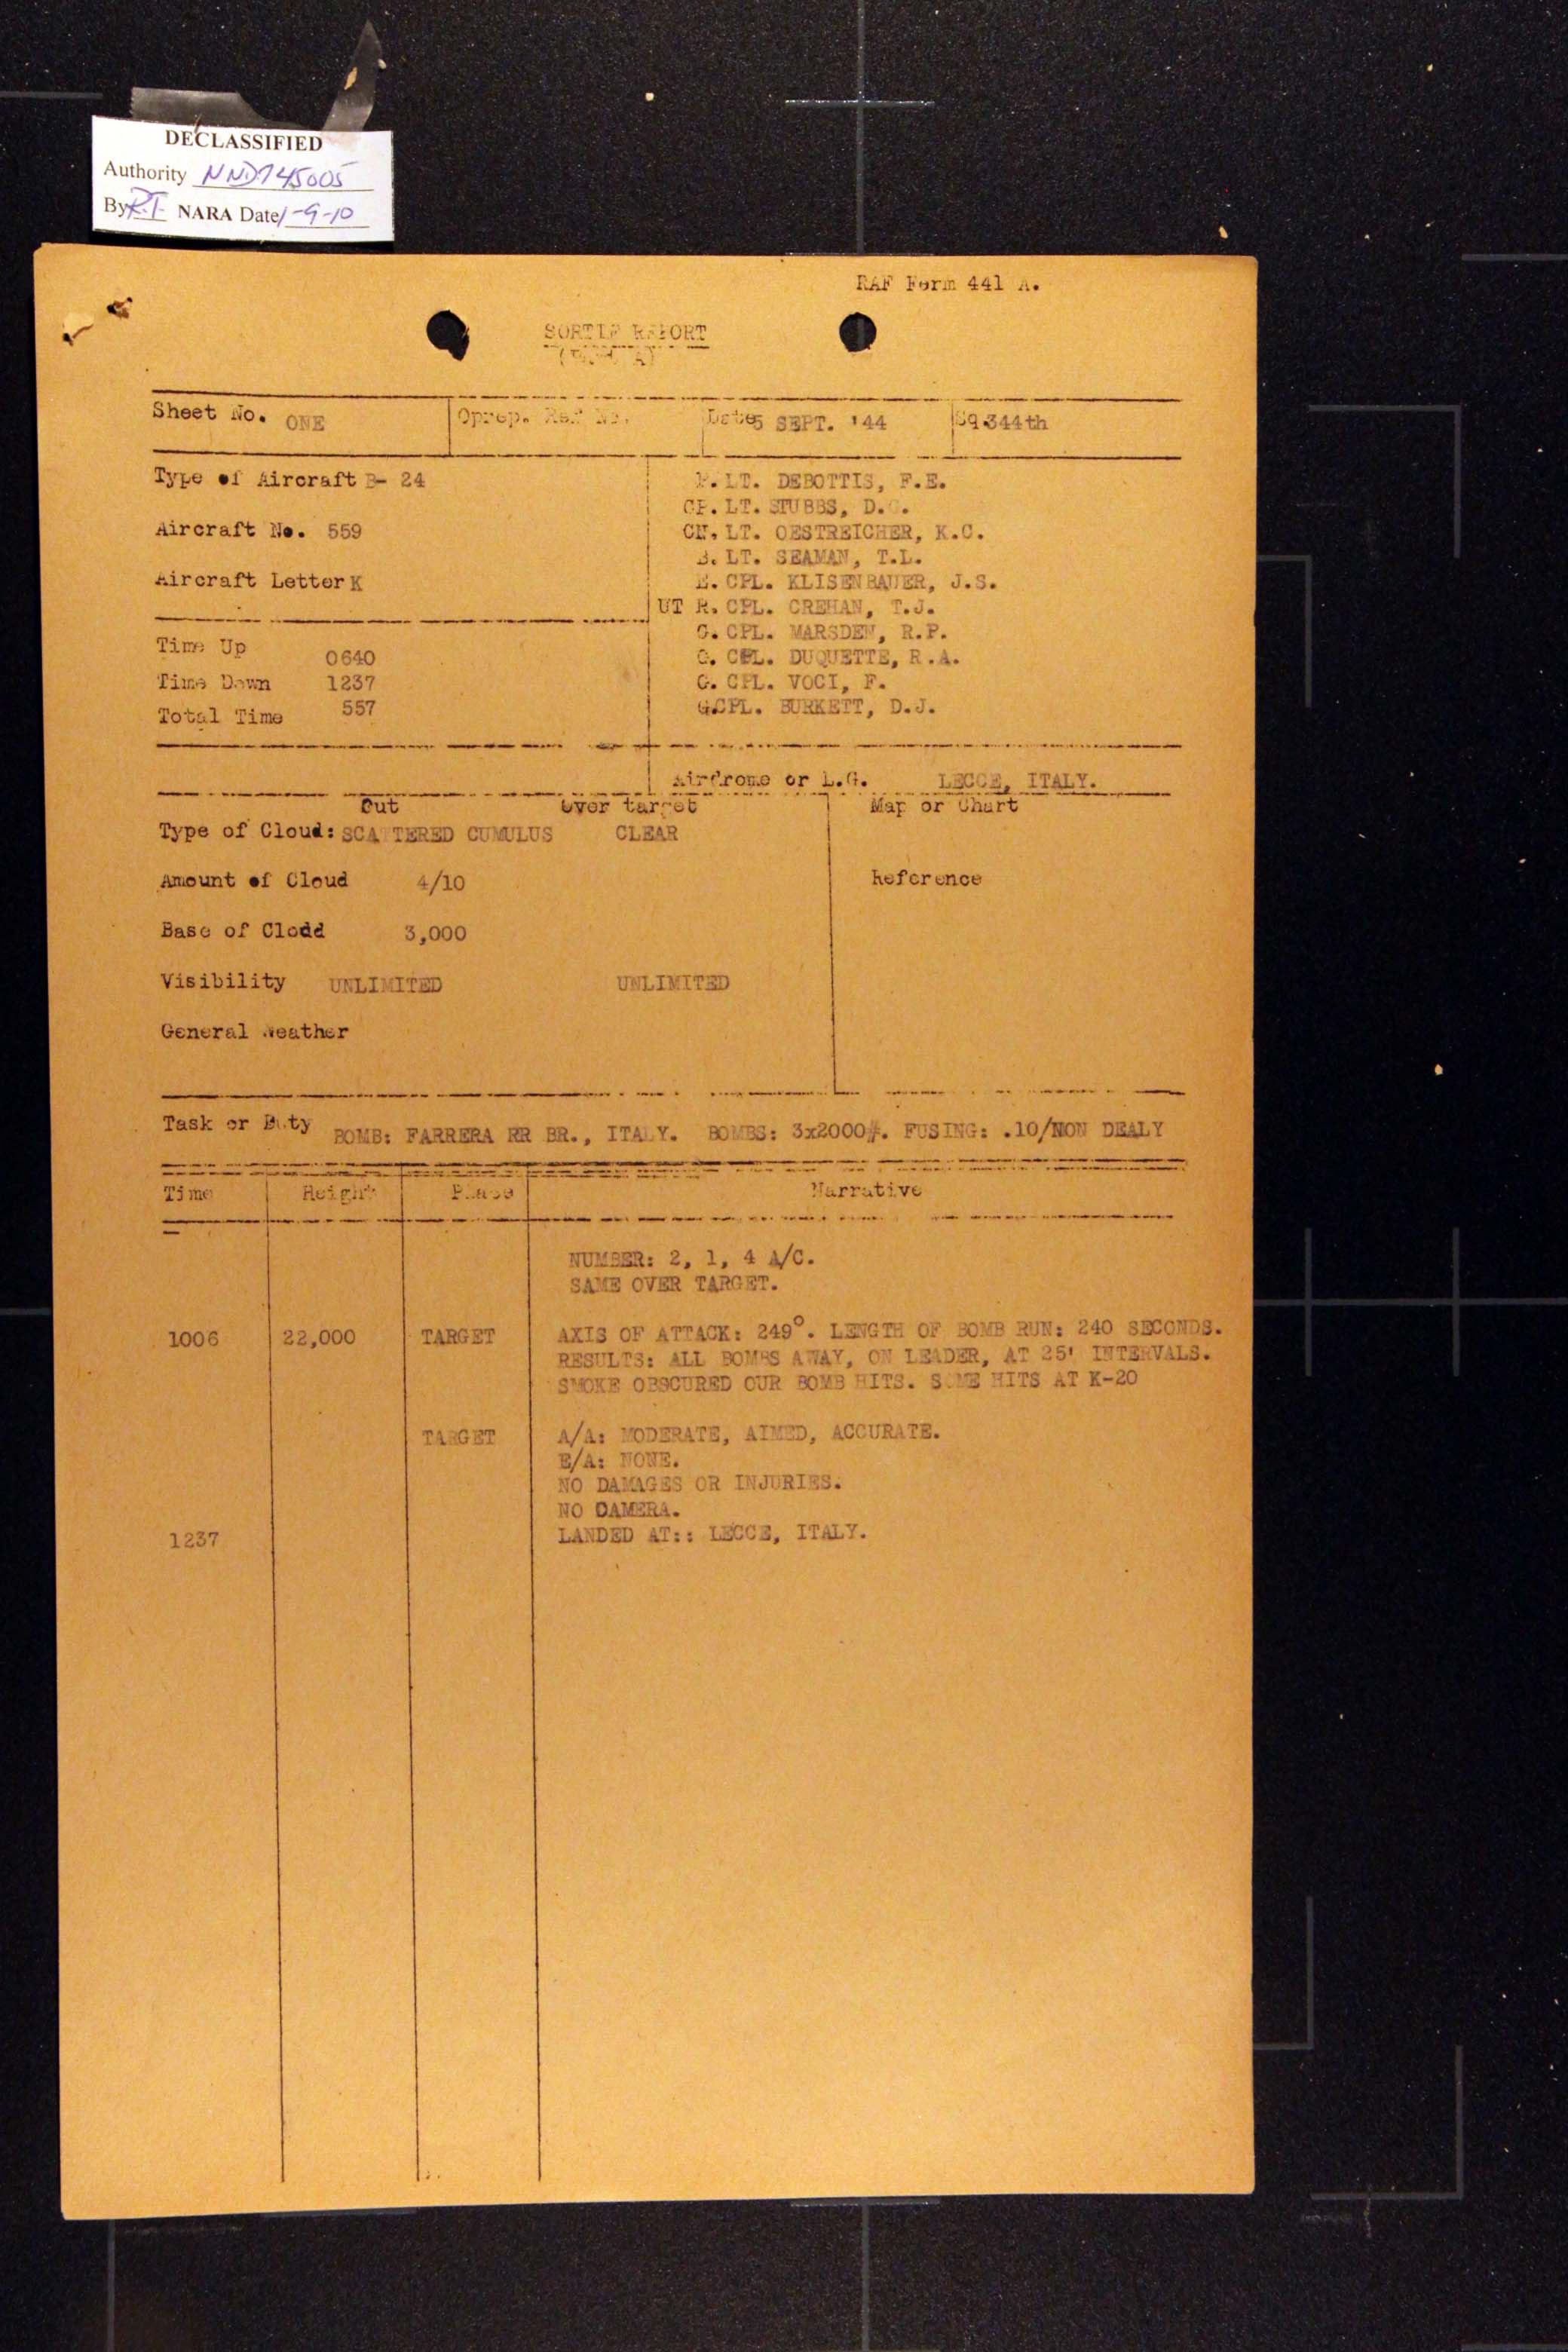 DECLASSIFIED
Authority NND745005
By R.T. NARA Date 1-9-10
RAF Form 441 A.
SORTIE REPORT
Sheet No. ONE Oprep. Ref No. Date 5 SEPT. '44 Sq. 344th
Type of Aircraft B- 24
Aircraft No. 559
Aircraft Letter K
Time Up 0640
Time Down 1237
Total Time 557
P. LT. DEBOTTIS, F.E.
CP. LT. STUBBS, D.
CN. LT. OESTREICHER, K.C.
B. LT. SEAMAN, T.L.
E. CPL. KLISENBAUER, J.S.
UT R. CPL. CREHAN, T.J.
G. CPL. MARSDEN, R.P.
G. CPL. DUQUETTE, R.A.
G. CPL. VOCI, F.
G.CPL. BURKETT, D.J.
Airdrome or L.G. LECCE, ITALY.
Out Over target Map or Chart
Type of Cloud: SCATTERED CUMULUS CLEAR
Amount of Cloud 4/10 Reference
Base of Clodd 3,000
Visibility UNLIMITED UNLIMITED
General Weather
Task or Duty BOMB: FARRERA RR BR., ITALY. BOMBS: 3x2000#. FUSING: .10/NON DEALY
Time Height Place Narrative
NUMBER: 2, 1, 4 A/C.
SAME OVER TARGET.
1006 22,000 TARGET AXIS OF ATTACK: 249°. LENGTH OF BOMB RUN: 240 SECONDS.
RESULTS: ALL BOMBS AWAY, ON LEADER, AT 25' INTERVALS.
SMOKE OBSCURED OUR BOMB HITS. SOME HITS AT K-20
TARGET A/A: MODERATE, AIMED, ACCURATE.
E/A: NONE.
NO DAMAGES OR INJURIES.
NO CAMERA.
1237 LANDED AT:: LECCE, ITALY.